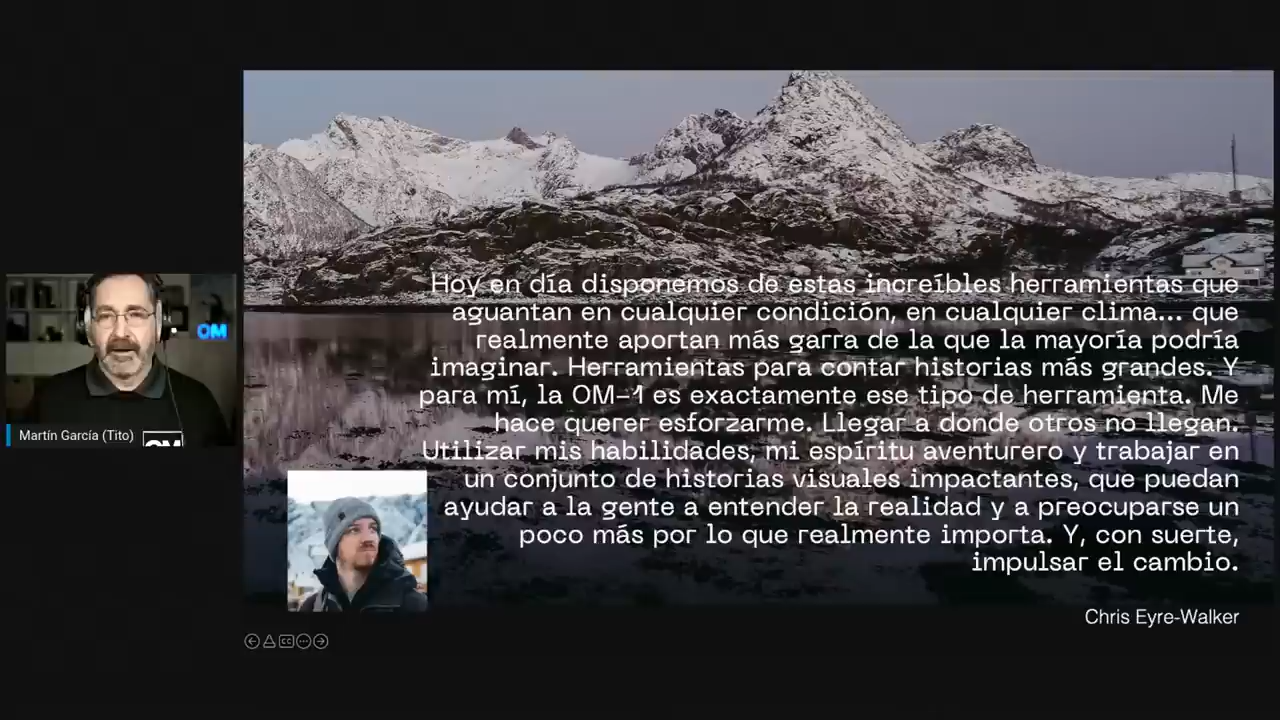 Hoy en día disponemos de estas increíbles herramientas que
aguantan en cualquier condición, en cualquier clima... que
realmente aportan más garra de la que la mayoría podría
imaginar. Herramientas para contar historias más grandes. Y
para mí, la OM-1 es exactamente ese tipo de herramienta. Me
hace querer esforzarme. Llegar a donde otros no llegan.
Utilizar mis habilidades, mi espíritu aventurero y trabajar en
un conjunto de historias visuales impactantes, que puedan
ayudar a la gente a entender la realidad y a preocuparse un
poco más por lo que realmente importa. Y, con suerte,
impulsar el cambio.
Chris Eyre-Walker
OM
Martín García (Tito)
OM
CC